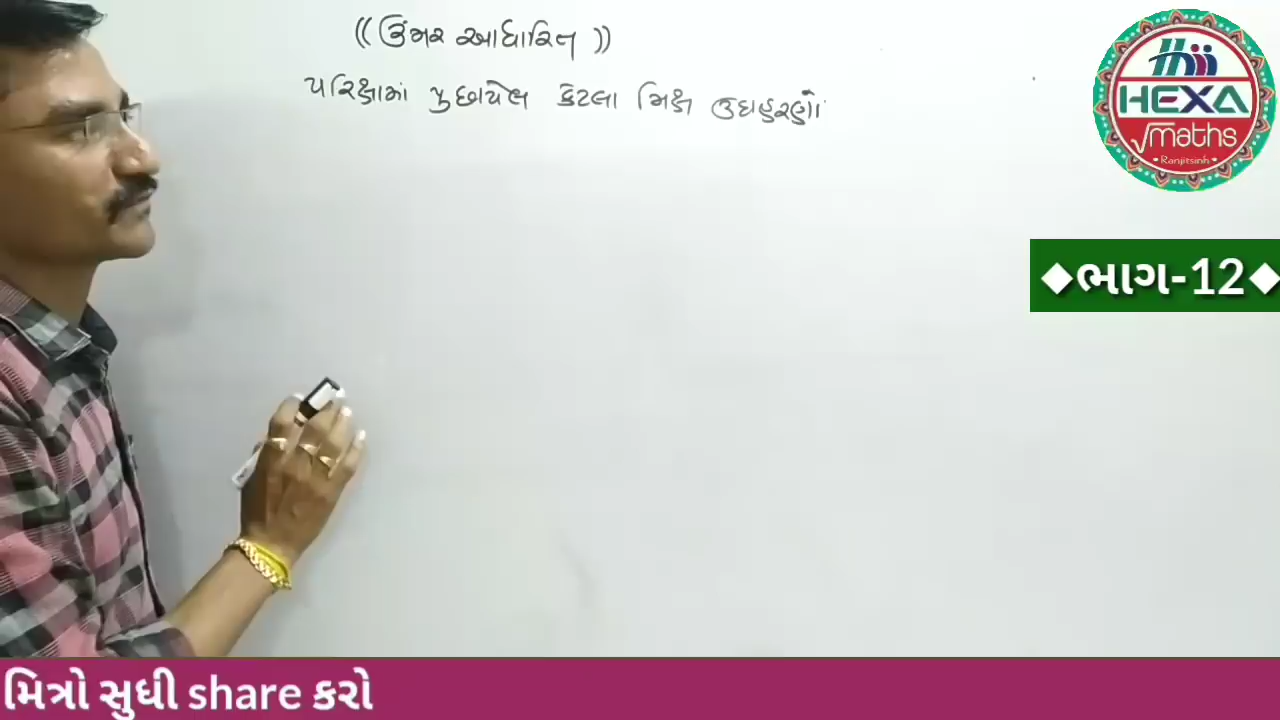 ((ઉંમર આધારિત))
પરિક્ષામાં પુછાયેલ કેટલા મિક્ષ ઉદાહરણો
HEXA
√maths
• Ranjitsinh •
◆ભાગ-12◆
મિત્રો સુધી share કરો